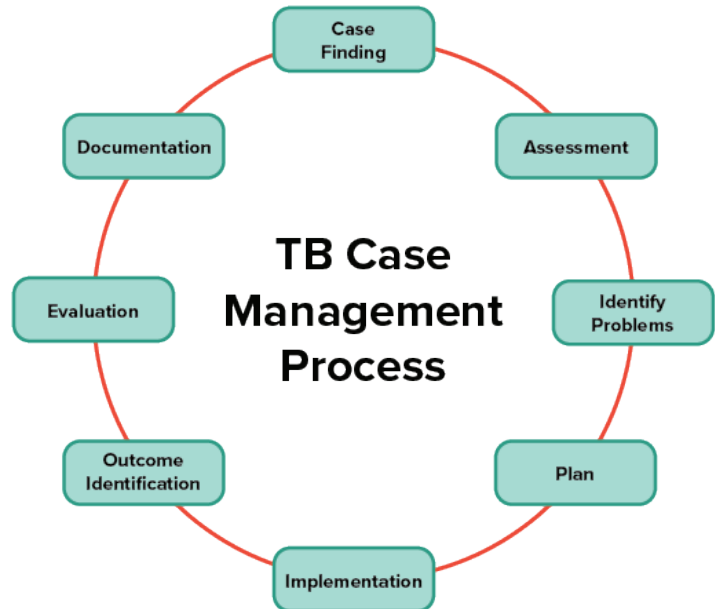 Case
Finding
Assessment
Identify
Problems
Plan
Implementation
Outcome
Identification
Evaluation
Documentation
TB Case
Management
Process